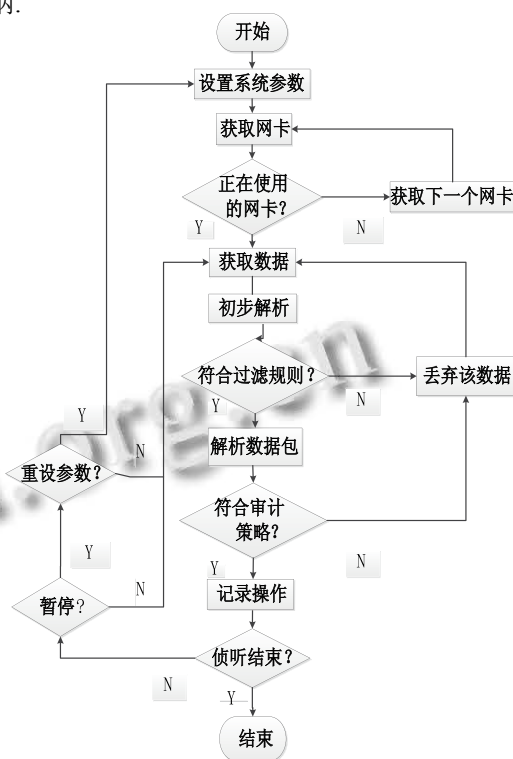 内.
开始
设置系统参数
获取网卡
正在使用
的网卡?
获取下一个网卡
Y
N
获取数据
初步解析
符合过滤规则?
丢弃该数据
Y
N
Y
解析数据包
N
重设参数?
符合审计
策略?
Y
N
Y
记录操作
N
暂停?
侦听结束?
N
Y
结束
.org.cn